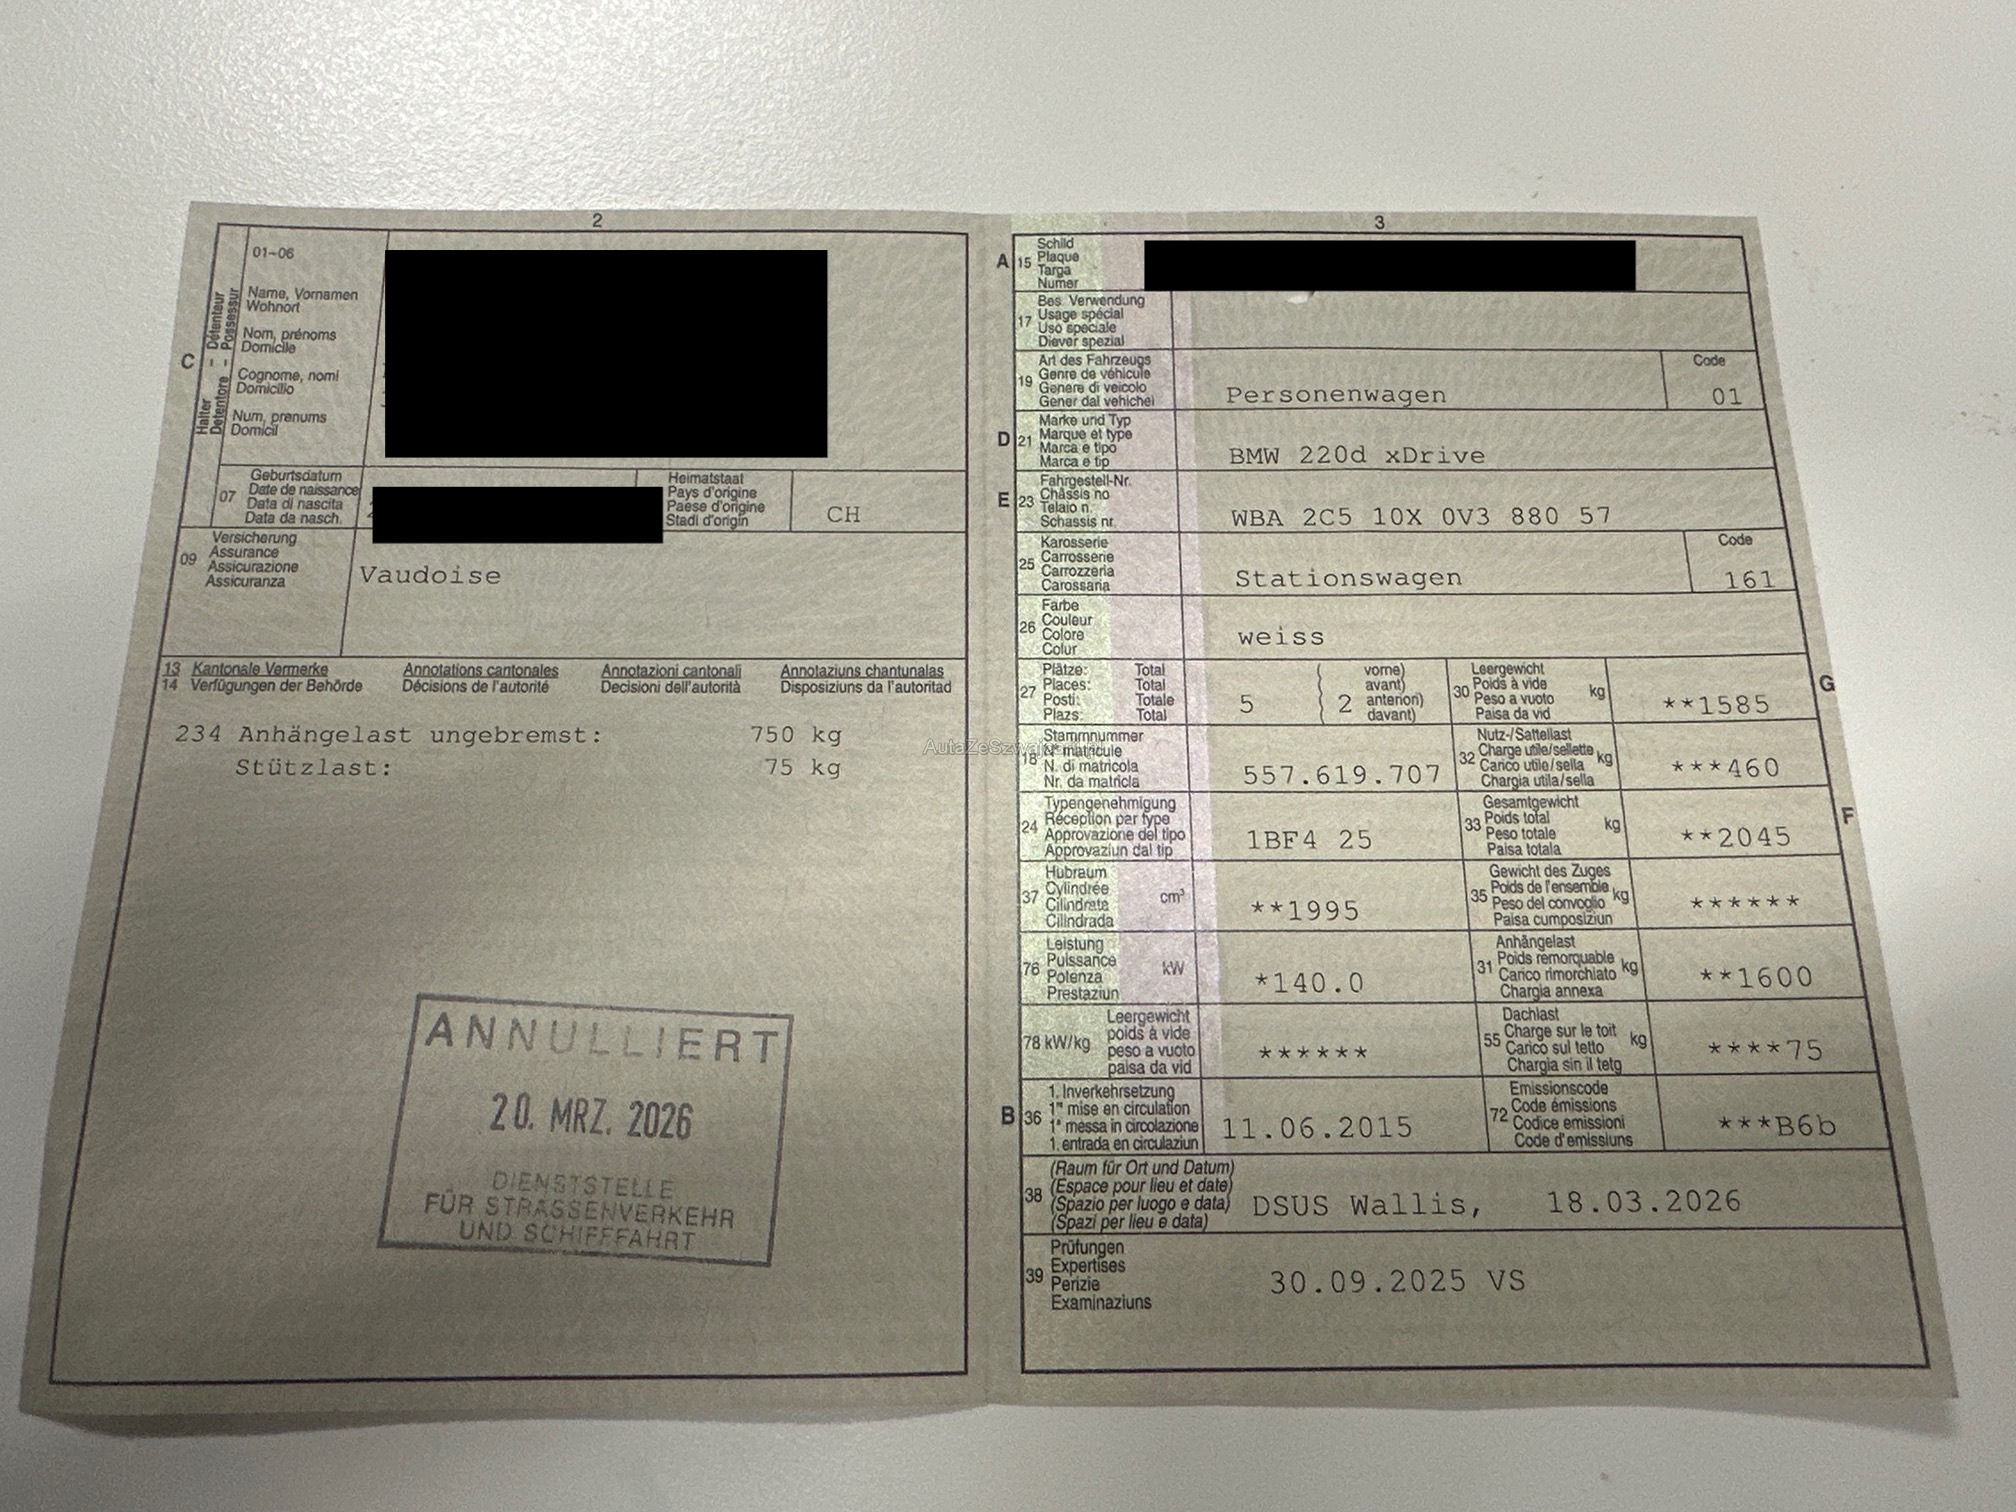 2
01–06
Name, Vornamen
Wohnort
Nom, prénoms
Domicile
Cognome, nomi
Domicilio
Num, prenums
Domicil
C
Halter – Détenteur
Detentore – Possessur
07
Geburtsdatum
Date de naissance
Data di nascita
Data da nasch.
Heimatstaat
Pays d'origine
Paese d'origine
Stadi d'origin
CH
09
Versicherung
Assurance
Assicurazione
Assicuranza
Vaudoise
13 Kantonale Vermerke Annotations cantonales Annotazioni cantonali Annotaziuns chantunalas
14 Verfügungen der Behörde Décisions de l'autorité Decisioni dell'autorità Disposiziuns da l'autoritad
234 Anhängelast ungebremst: 750 kg
Stützlast: 75 kg
ANNULLIERT
20. MRZ. 2026
DIENSTSTELLE
FÜR STRASSENVERKEHR
UND SCHIFFFAHRT
3
A 15
Schild
Plaque
Targa
Numer
17
Bes. Verwendung
Usage spécial
Uso speciale
Diever spezial
19
Art des Fahrzeugs
Genre de véhicule
Genere di veicolo
Gener dal vehichel
Personenwagen
Code
01
D 21
Marke und Typ
Marque et type
Marca e tipo
Marca e tip
BMW 220d xDrive
E 23
Fahrgestell-Nr.
Châssis no
Telaio n.
Schassis nr.
WBA 2C5 10X 0V3 880 57
25
Karosserie
Carrosserie
Carrozzeria
Carossaria
Stationswagen
Code
161
26
Farbe
Couleur
Colore
Colur
weiss
27
Plätze: Total
Places: Total
Posti: Totale
Plazs: Total
5 ( 2
vorne)
avant)
anteriori)
davant)
G
30
Leergewicht
Poids à vide
Peso a vuoto
Paisa da vid
kg
**1585
18
Stammnummer
N° matricule
N. di matricola
Nr. da matricla
557.619.707
32
Nutz-/Sattellast
Charge utile/sellette
Carico utile/sella
Chargia utila/sella
kg
***460
24
Typengenehmigung
Réception par type
Approvazione del tipo
Approvaziun dal tip
1BF4 25
F
33
Gesamtgewicht
Poids total
Peso totale
Paisa totala
kg
**2045
37
Hubraum
Cylindrée
Cilindrata
Cilindrada
cm³
**1995
35
Gewicht des Zuges
Poids de l'ensemble
Peso del convoglio
Paisa cumposiziun
kg
******
76
Leistung
Puissance
Potenza
Prestaziun
kW
*140.0
31
Anhängelast
Poids remorquable
Carico rimorchiato
Chargia annexa
kg
**1600
78 kW/kg
Leergewicht
poids à vide
peso a vuoto
paisa da vid
******
55
Dachlast
Charge sur le toit
Carico sul tetto
Chargia sin il tetg
kg
****75
B 36
1. Inverkehrsetzung
1re mise en circulation
1a messa in circolazione
1. entrada en circulaziun
11.06.2015
72
Emissionscode
Code émissions
Codice emissioni
Code d'emissiuns
***B6b
38
(Raum für Ort und Datum)
(Espace pour lieu et date)
(Spazio per luogo e data)
(Spazi per lieu e data)
DSUS Wallis, 18.03.2026
39
Prüfungen
Expertises
Perizie
Examinaziuns
30.09.2025 VS